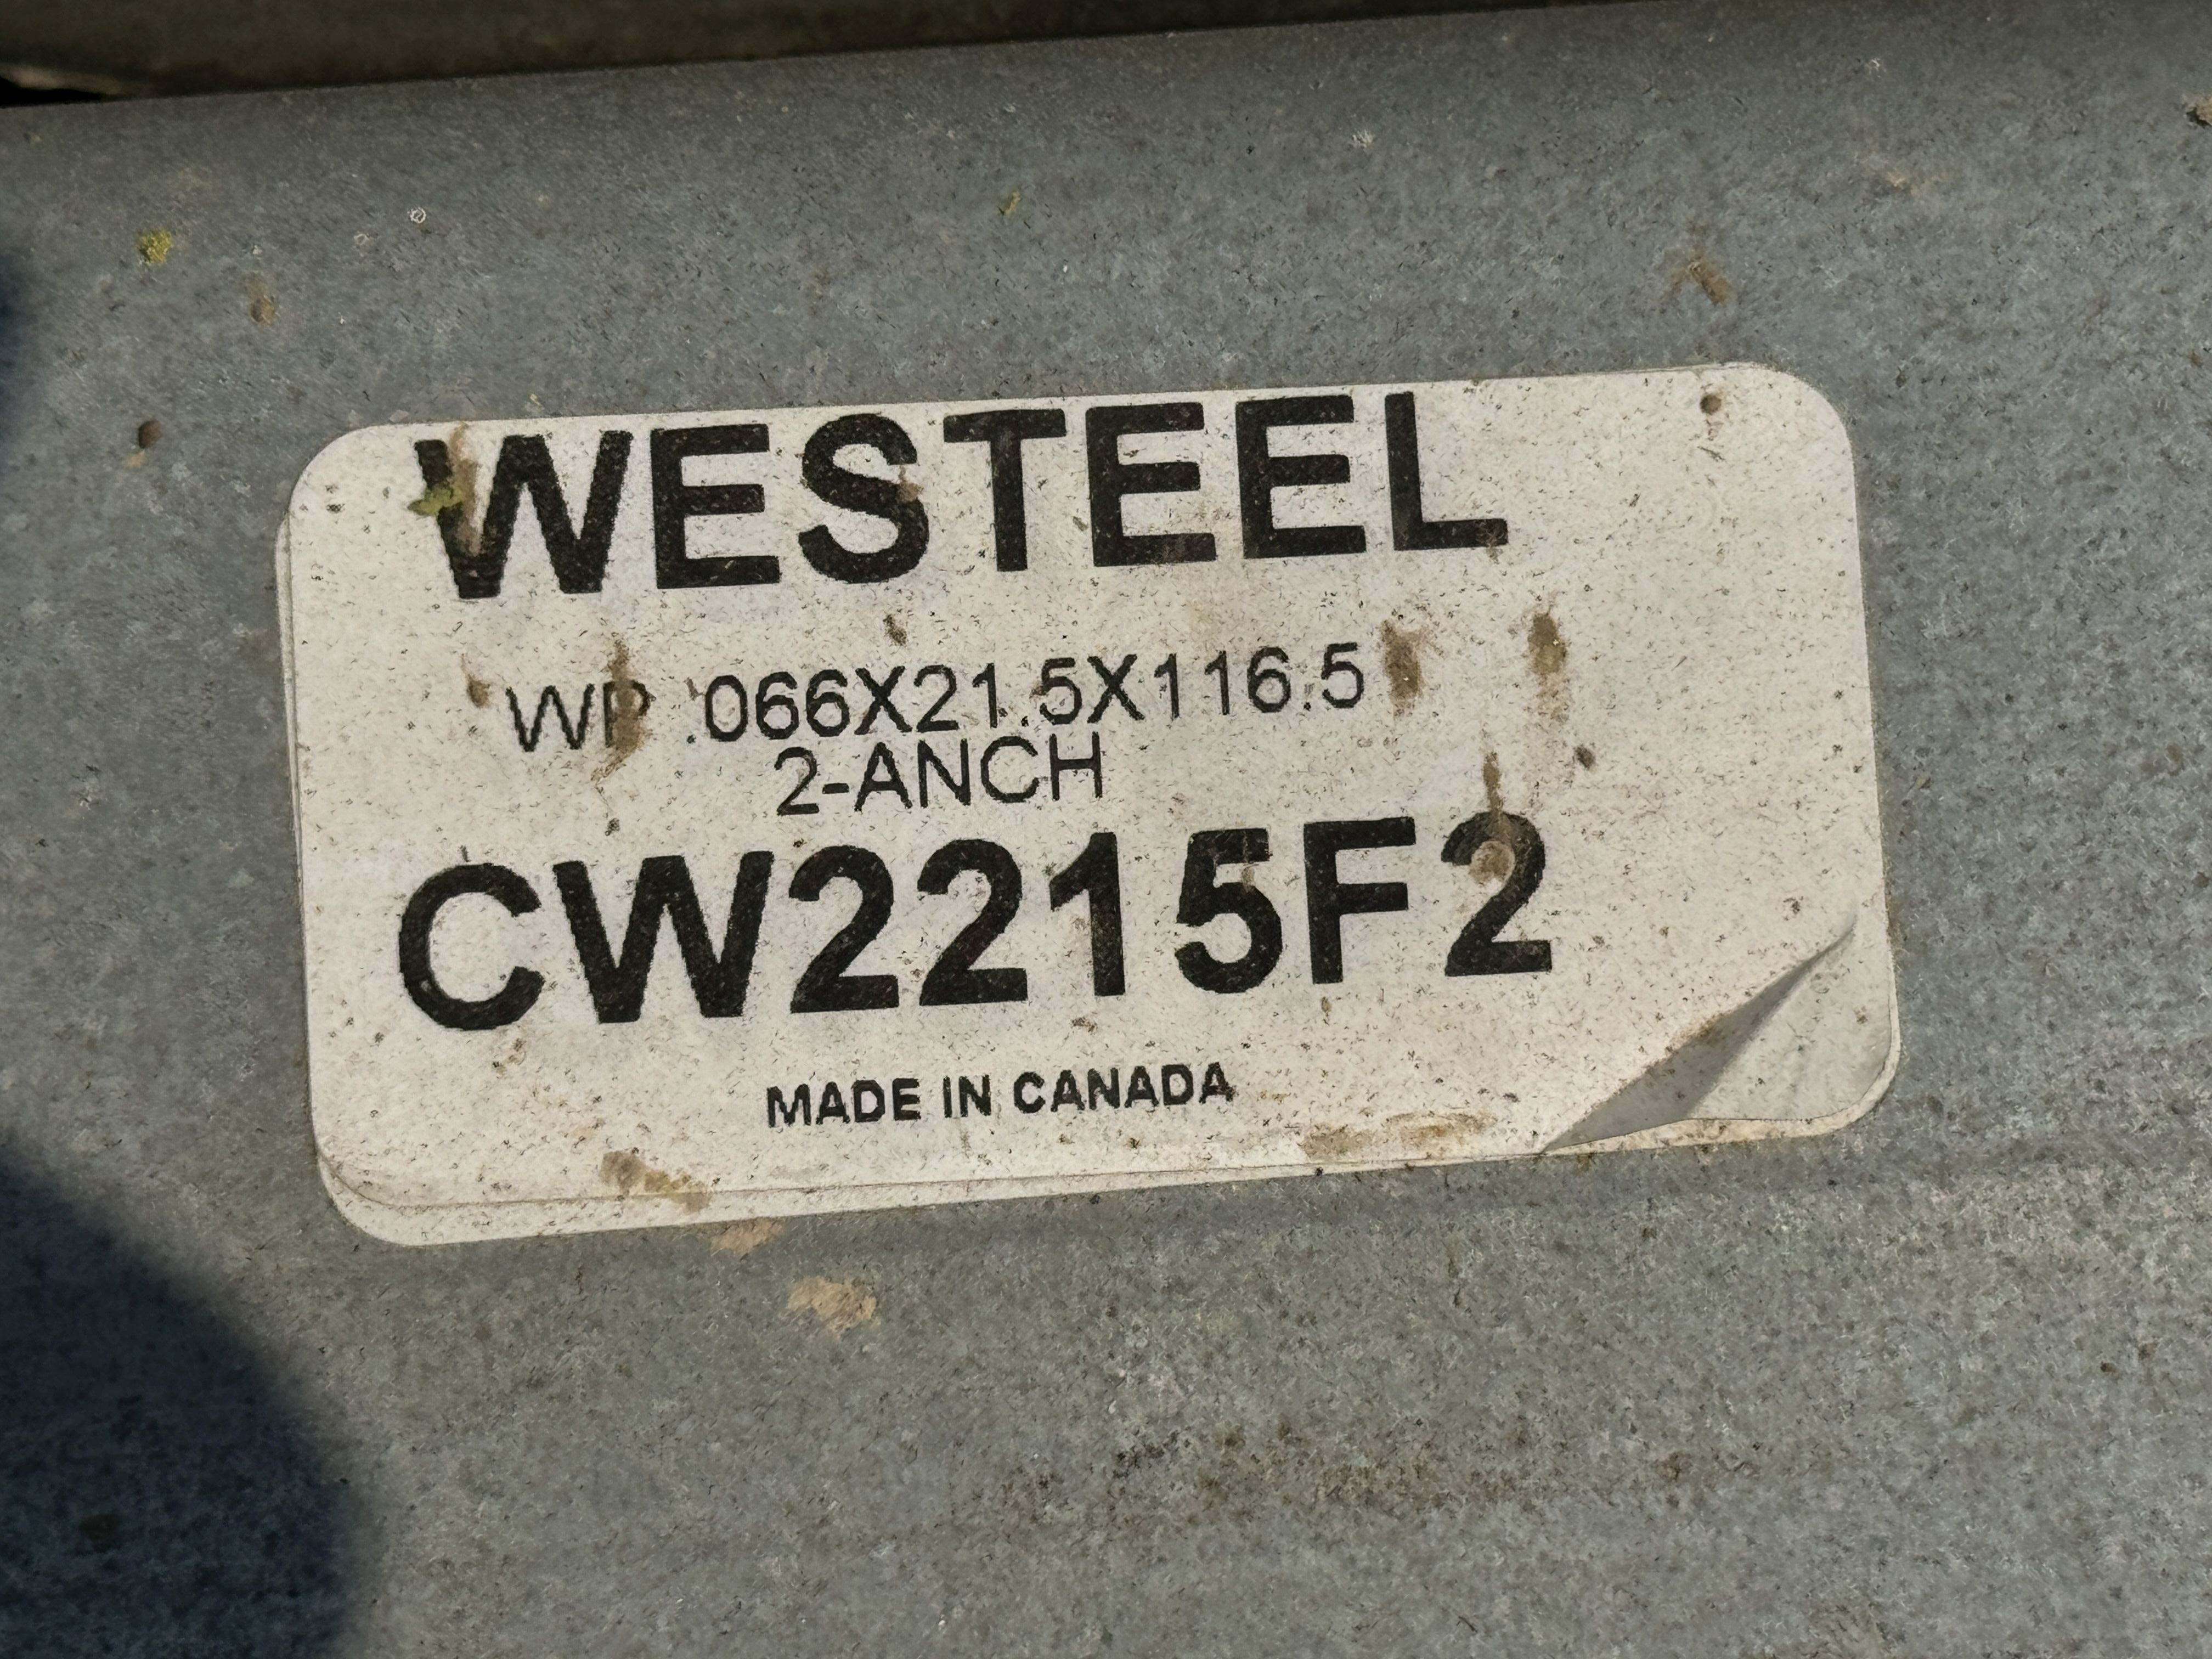 WESTEEL
WP .066X21.5X116.5
2-ANCH
CW2215F2
MADE IN CANADA